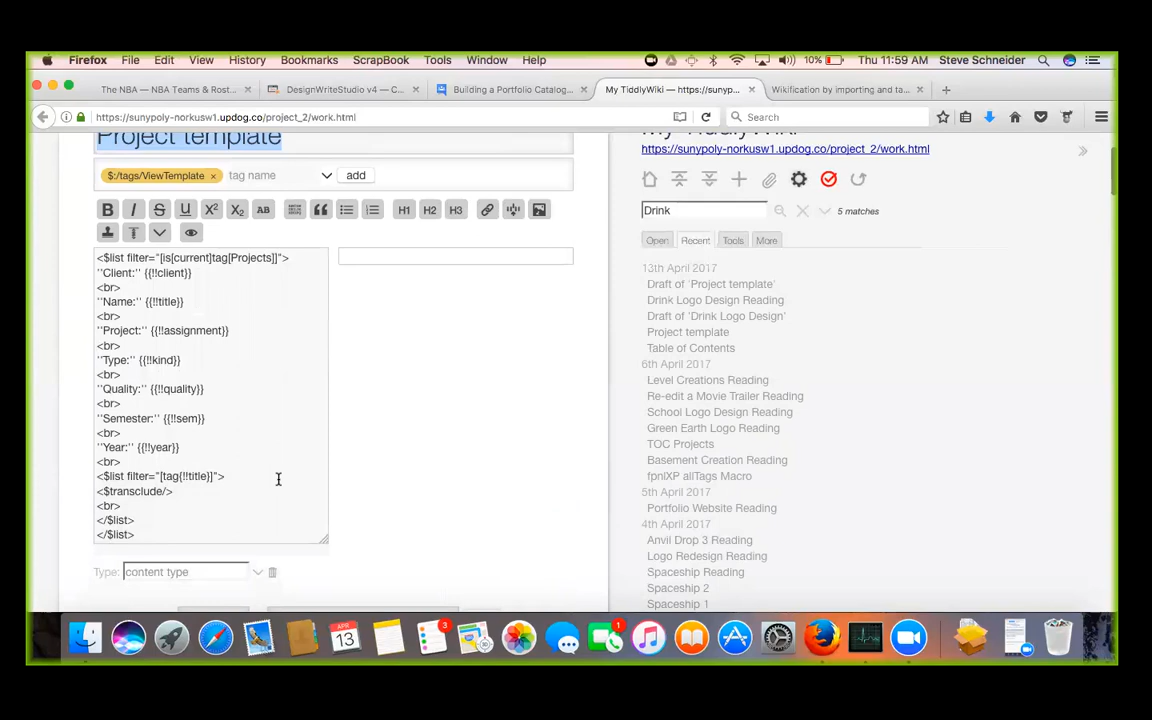 Firefox File Edit View History Bookmarks ScrapBook Tools Window Help 10% Thu 11:59 AM Steve Schneider
The NBA — NBA Teams & Rost... × DesignWriteStudio v4 — C... × Building a Portfolio Catalog... × My TiddlyWiki — https://sunyp... × Wikification by importing and ta... × +
https://sunypoly-norkusw1.updog.co/project_2/work.html Search
Project template
https://sunypoly-norkusw1.updog.co/project_2/work.html
$:/tags/ViewTemplate × tag name add
B I S U X² X₂ AB H1 H2 H3
Drink 5 matches
Open Recent Tools More
<$list filter="[is[current]tag[Projects]]">
''Client:'' {{!!client}}
<br>
''Name:'' {{!!title}}
<br>
''Project:'' {{!!assignment}}
<br>
''Type:'' {{!!kind}}
<br>
''Quality:'' {{!!quality}}
<br>
''Semester:'' {{!!sem}}
<br>
''Year:'' {{!!year}}
<br>
<$list filter="[tag{!!title}]">
<$transclude/>
<br>
</$list>
</$list>
Type: content type
13th April 2017
Draft of 'Project template'
Drink Logo Design Reading
Draft of 'Drink Logo Design'
Project template
Table of Contents
6th April 2017
Level Creations Reading
Re-edit a Movie Trailer Reading
School Logo Design Reading
Green Earth Logo Reading
TOC Projects
Basement Creation Reading
fpnlXP allTags Macro
5th April 2017
Portfolio Website Reading
4th April 2017
Anvil Drop 3 Reading
Logo Redesign Reading
Spaceship Reading
Spaceship 2
Spaceship 1
APR
13
3
1